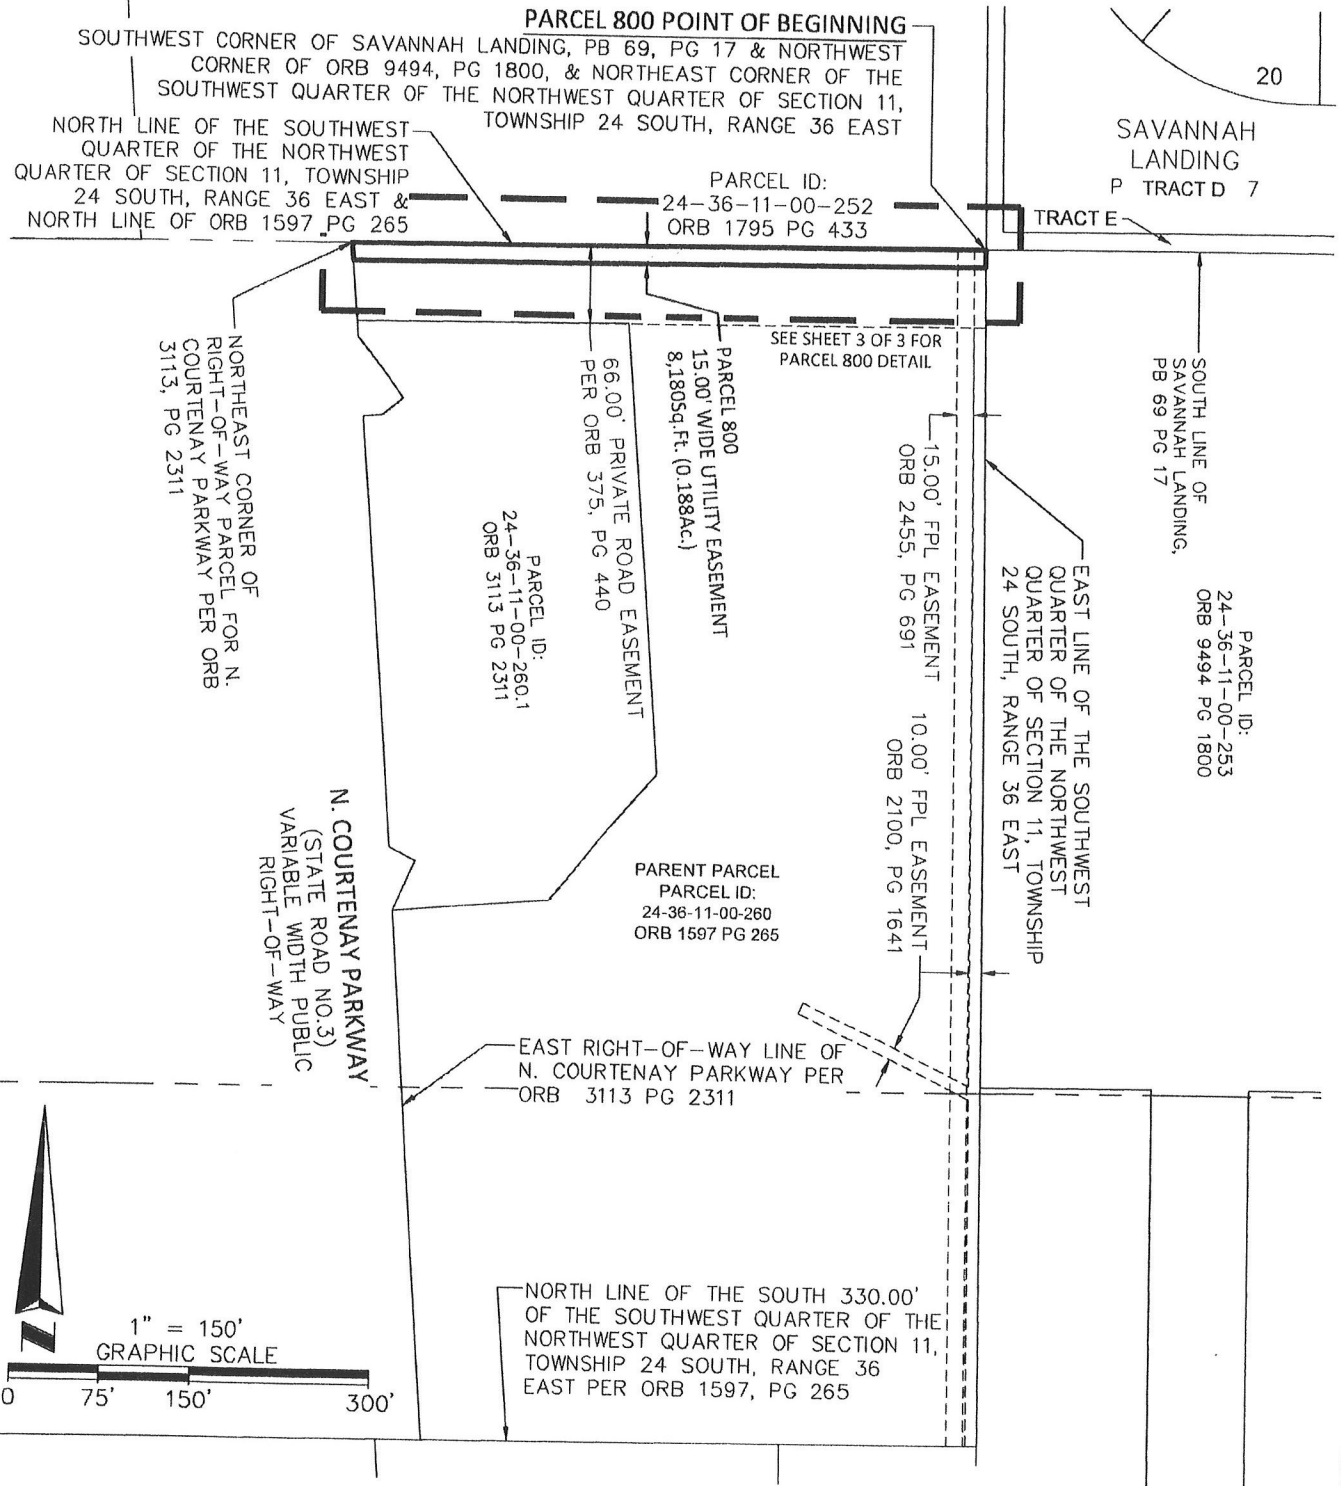 PARCEL 800 POINT OF BEGINNING
SOUTHWEST CORNER OF SAVANNAH LANDING, PB 69, PG 17 & NORTHWEST
CORNER OF ORB 9494, PG 1800, & NORTHEAST CORNER OF THE
SOUTHWEST QUARTER OF THE NORTHWEST QUARTER OF SECTION 11,
TOWNSHIP 24 SOUTH, RANGE 36 EAST
20
SAVANNAH
LANDING
P TRACT D 7
TRACT E
NORTH LINE OF THE SOUTHWEST
QUARTER OF THE NORTHWEST
QUARTER OF SECTION 11, TOWNSHIP
24 SOUTH, RANGE 36 EAST &
NORTH LINE OF ORB 1597 PG 265
PARCEL ID:
24-36-11-00-252
ORB 1795 PG 433
SEE SHEET 3 OF 3 FOR
PARCEL 800 DETAIL
NORTHEAST CORNER OF
RIGHT-OF-WAY PARCEL FOR N.
COURTENAY PARKWAY PER ORB
3113, PG 2311
PARCEL 800
15.00' WIDE UTILITY EASEMENT
8,180Sq.Ft. (0.188Ac.)
66.00' PRIVATE ROAD EASEMENT
PER ORB 375, PG 440
PARCEL ID:
24-36-11-00-260.1
ORB 3113 PG 2311
15.00' FPL EASEMENT
ORB 2455, PG 691
10.00' FPL EASEMENT
ORB 2100, PG 1641
SOUTH LINE OF
SAVANNAH LANDING,
PB 69 PG 17
EAST LINE OF THE SOUTHWEST
QUARTER OF THE NORTHWEST
QUARTER OF SECTION 11, TOWNSHIP
24 SOUTH, RANGE 36 EAST
PARCEL ID:
24-36-11-00-253
ORB 9494 PG 1800
N. COURTENAY PARKWAY
(STATE ROAD NO.3)
VARIABLE WIDTH PUBLIC
RIGHT-OF-WAY
PARENT PARCEL
PARCEL ID:
24-36-11-00-260
ORB 1597 PG 265
EAST RIGHT-OF-WAY LINE OF
N. COURTENAY PARKWAY PER
ORB 3113 PG 2311
NORTH LINE OF THE SOUTH 330.00'
OF THE SOUTHWEST QUARTER OF THE
NORTHWEST QUARTER OF SECTION 11,
TOWNSHIP 24 SOUTH, RANGE 36
EAST PER ORB 1597, PG 265
N
1" = 150'
GRAPHIC SCALE
0 75' 150' 300'